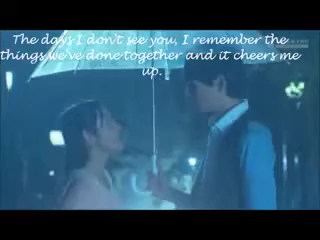 The days I don't see you, I remember the
things we've done together and it cheers me
up.